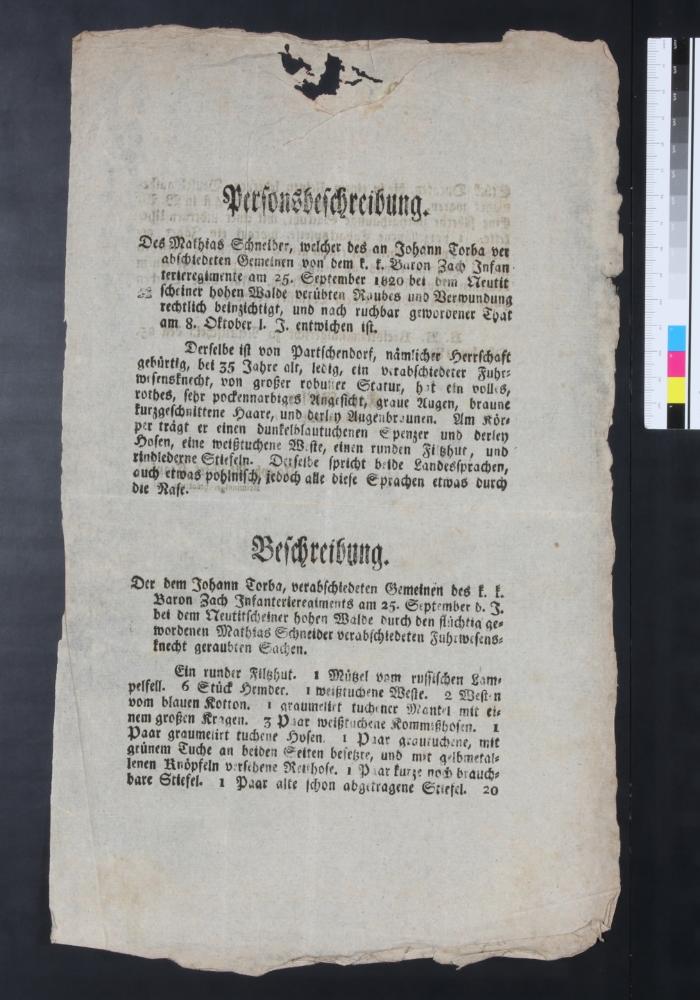 Personsbeschreibung.
Des Mathias Schneider, welcher des an Johann Torba ver
abschiedeten Gemeinen von dem k. k. Baron Zach Infan
terieregimente am 25. September 1820 bei dem Neutit
scheiner hohen Walde verübten Raubes und Verwundung
rechtlich beinzichtigt, und nach ruchbar gewordener That
am 8. Oktober l. J. entwichen ist.
Derselbe ist von Partschendorf, nämlicher Herrschaft
gebürtig, bei 35 Jahre alt, ledig, ein verabschiedeter Fuhr-
wesensknecht, von großer robuster Statur, hat ein volles,
rothes, sehr pockennarbiges Angesicht, graue Augen, braune
kurzgeschnittene Haare, und derley Augenbraunen. Am Kör-
per trägt er einen dunkelblautuchenen Spenzer und derley
Hosen, eine weißtuchene Weste, einen runden Filzhut, und
rindlederne Stiefeln. Derselbe spricht beide Landessprachen,
auch etwas pohlnisch, jedoch alle diese Sprachen etwas durch
die Nase.
Beschreibung.
Der dem Johann Torba, verabschiedeten Gemeinen des k. k.
Baron Zach Infanterieregiments am 25. September d. J.
bei dem Neutitscheiner hohen Walde durch den flüchtig ge-
wordenen Mathias Schneider verabschiedeten Fuhrwesens-
knecht geraubten Sachen.
Ein runder Filzhut. 1 Mützel vom russischen Lam-
pelfell. 6 Stück Hemder. 1 weißtuchene Weste. 2 Westen
vom blauen Kotton. 1 graumelirt tuchener Mantel mit ei-
nem großen Kragen. 3 Paar weißtuchene Kommißhosen. 1
Paar graumelirt tuchene Hosen. 1 Paar grautuchene, mit
grünem Tuche an beiden Seiten besetzte, und mit gelbmetal-
lenen Knöpfeln versehene Reithose. 1 Paar kurze noch brauch-
bare Stiefel. 1 Paar alte schon abgetragene Stiefel. 20